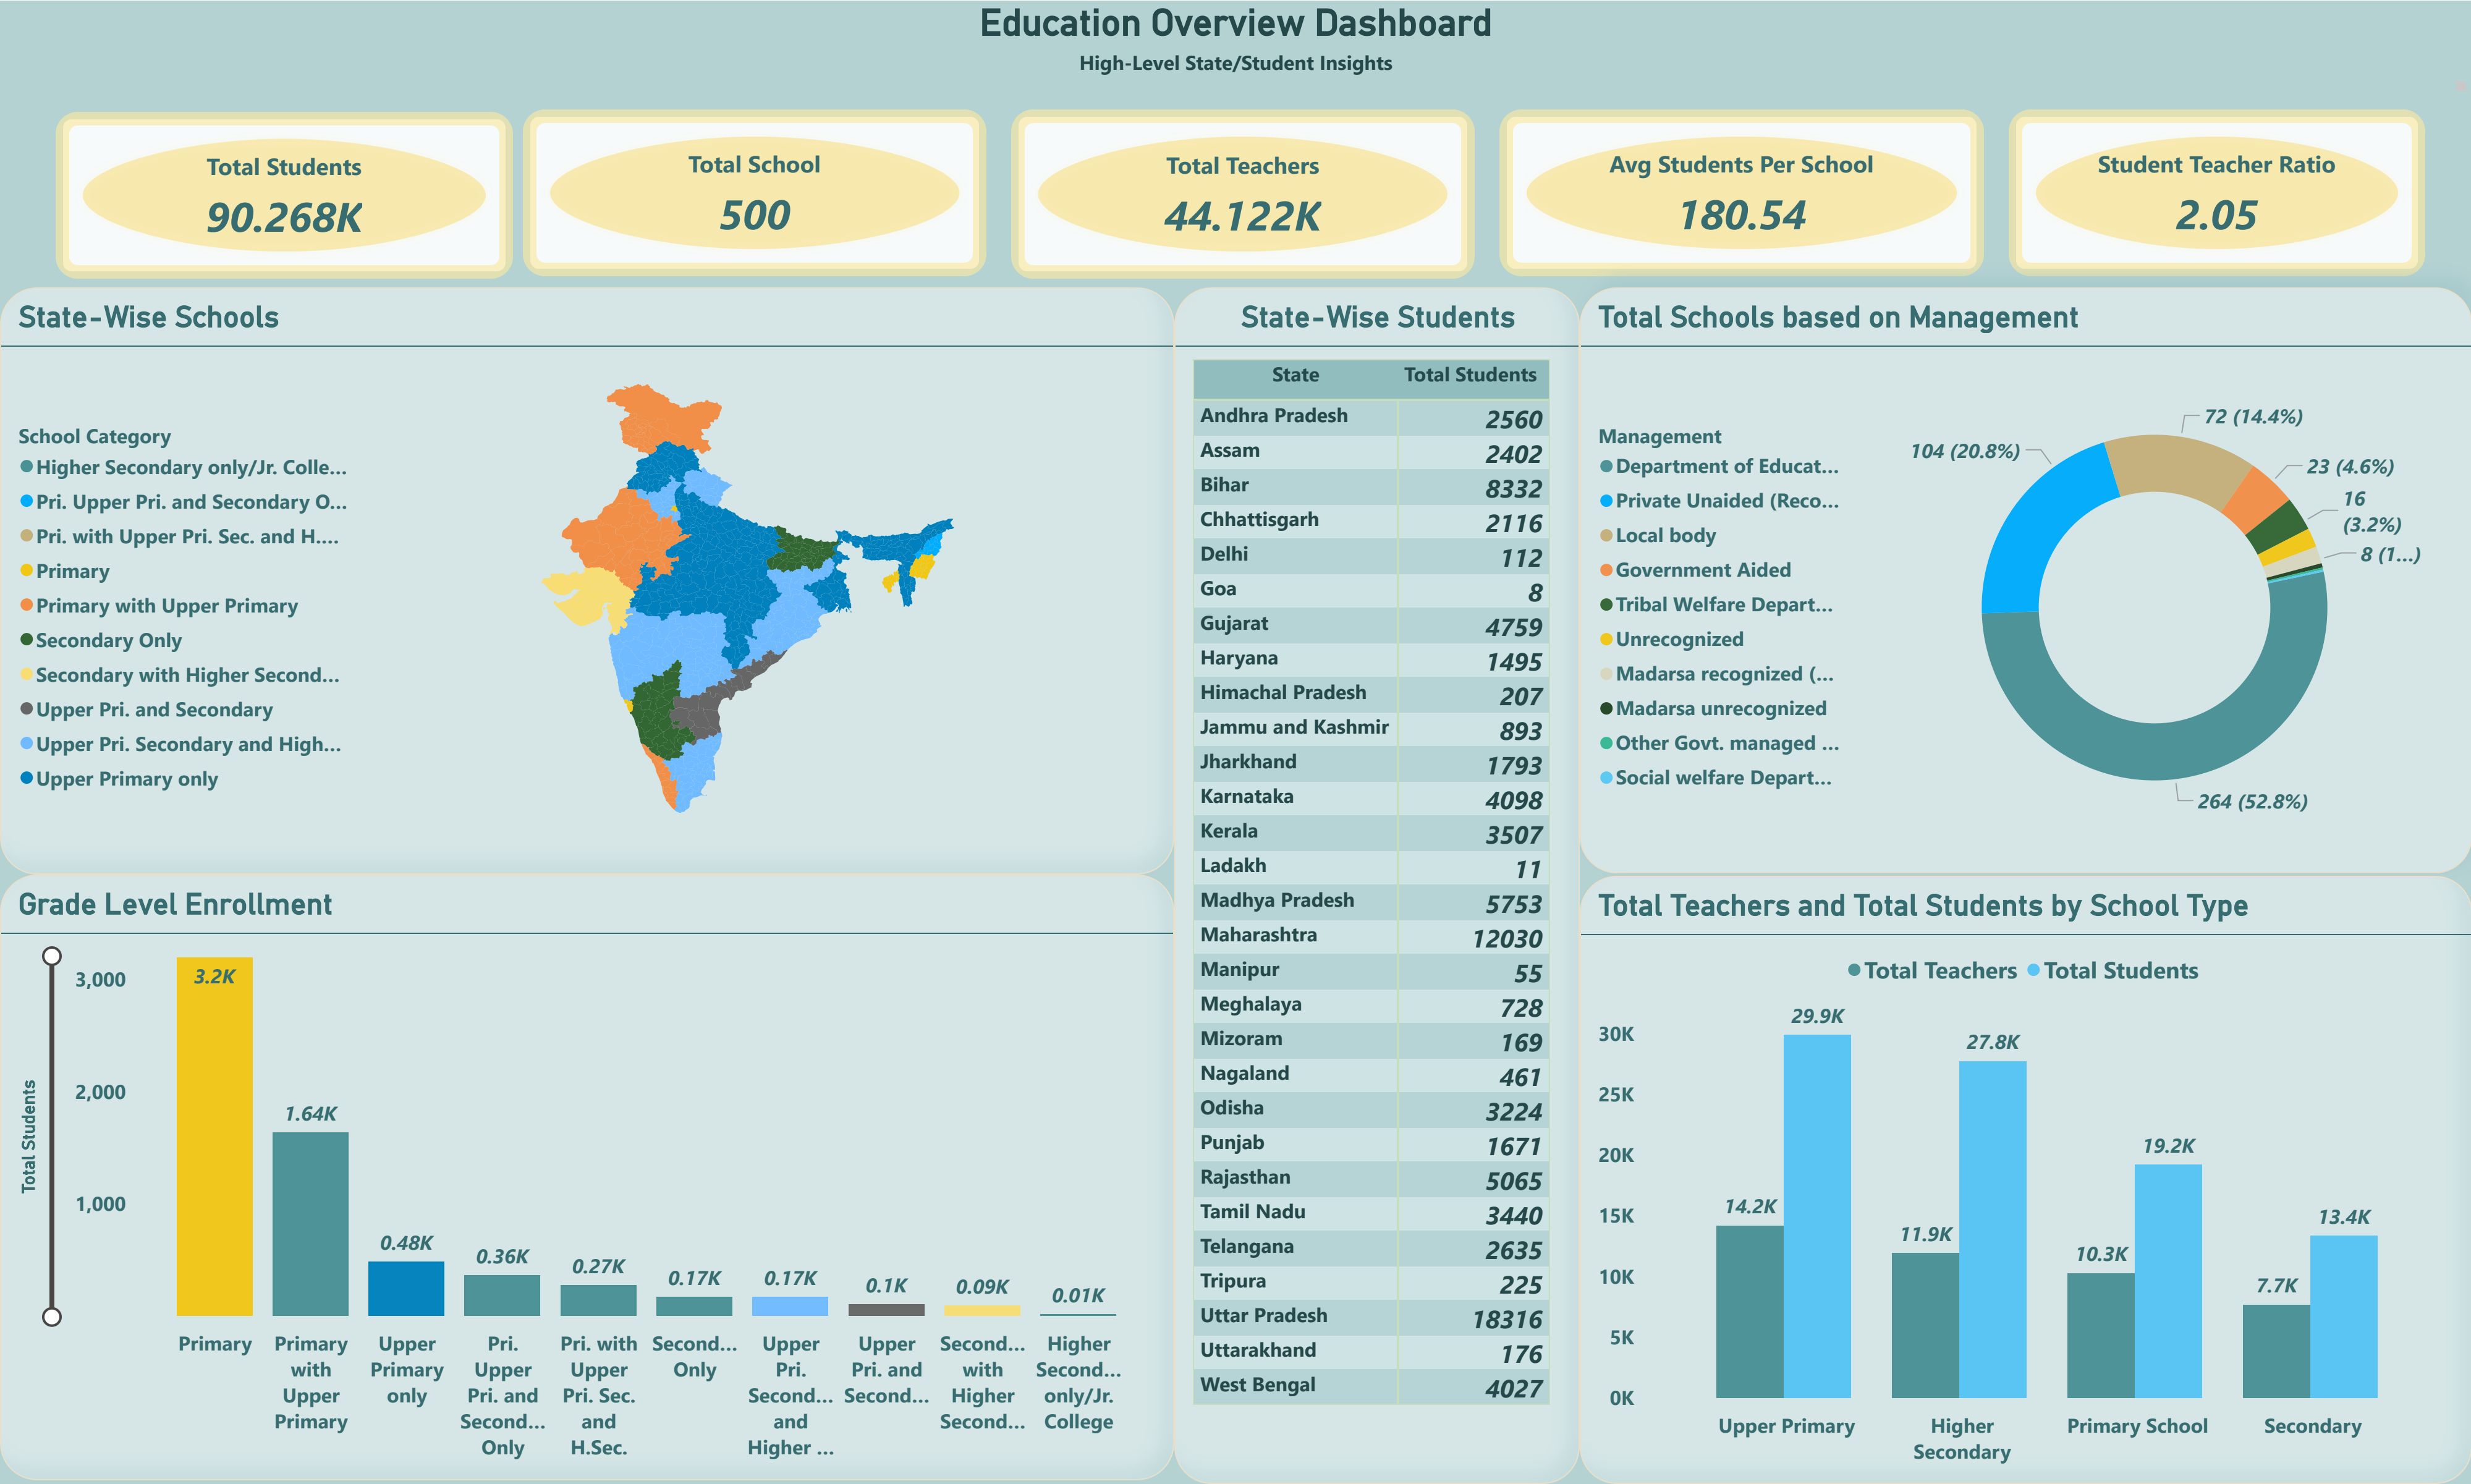 Education Overview Dashboard
High-Level State/Student Insights
Total Students
90.268K
Total School
500
Total Teachers
44.122K
Avg Students Per School
180.54
Student Teacher Ratio
2.05
State-Wise Schools
School Category
Higher Secondary only/Jr. Colle...
Pri. Upper Pri. and Secondary O...
Pri. with Upper Pri. Sec. and H....
Primary
Primary with Upper Primary
Secondary Only
Secondary with Higher Second...
Upper Pri. and Secondary
Upper Pri. Secondary and High...
Upper Primary only
State-Wise Students
State Total Students
Andhra Pradesh 2560
Assam 2402
Bihar 8332
Chhattisgarh 2116
Delhi 112
Goa 8
Gujarat 4759
Haryana 1495
Himachal Pradesh 207
Jammu and Kashmir 893
Jharkhand 1793
Karnataka 4098
Kerala 3507
Ladakh 11
Madhya Pradesh 5753
Maharashtra 12030
Manipur 55
Meghalaya 728
Mizoram 169
Nagaland 461
Odisha 3224
Punjab 1671
Rajasthan 5065
Tamil Nadu 3440
Telangana 2635
Tripura 225
Uttar Pradesh 18316
Uttarakhand 176
West Bengal 4027
Total Schools based on Management
Management
Department of Educat...
Private Unaided (Reco...
Local body
Government Aided
Tribal Welfare Depart...
Unrecognized
Madarsa recognized (...
Madarsa unrecognized
Other Govt. managed ...
Social welfare Depart...
72 (14.4%)
104 (20.8%)
23 (4.6%)
16
(3.2%)
8 (1...)
264 (52.8%)
Grade Level Enrollment
Total Students
3,000
2,000
1,000
3.2K
1.64K
0.48K
0.36K
0.27K
0.17K
0.17K
0.1K
0.09K
0.01K
Primary
Primary
with
Upper
Primary
Upper
Primary
only
Pri.
Upper
Pri. and
Second...
Only
Pri. with
Upper
Pri. Sec.
and
H.Sec.
Second...
Only
Upper
Pri.
Second...
and
Higher ...
Upper
Pri. and
Second...
Second...
with
Higher
Second...
Higher
Second...
only/Jr.
College
Total Teachers and Total Students by School Type
Total Teachers Total Students
30K
25K
20K
15K
10K
5K
0K
14.2K
29.9K
11.9K
27.8K
10.3K
19.2K
7.7K
13.4K
Upper Primary
Higher
Secondary
Primary School
Secondary